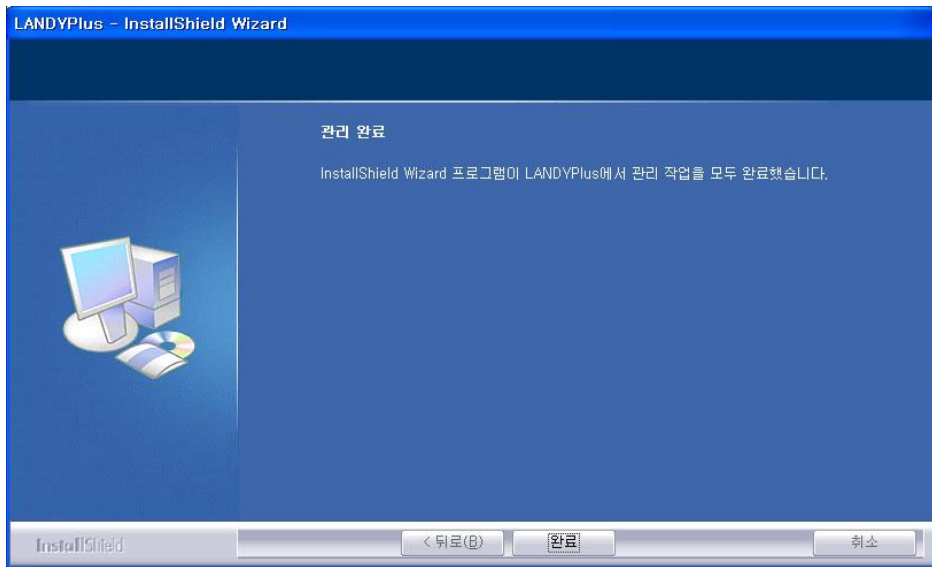 LANDYPlus - InstallShield Wizard
관리 완료
InstallShield Wizard 프로그램이 LANDYPlus에서 관리 작업을 모두 완료했습니다.
InstallShield
< 뒤로(B) 완료 취소